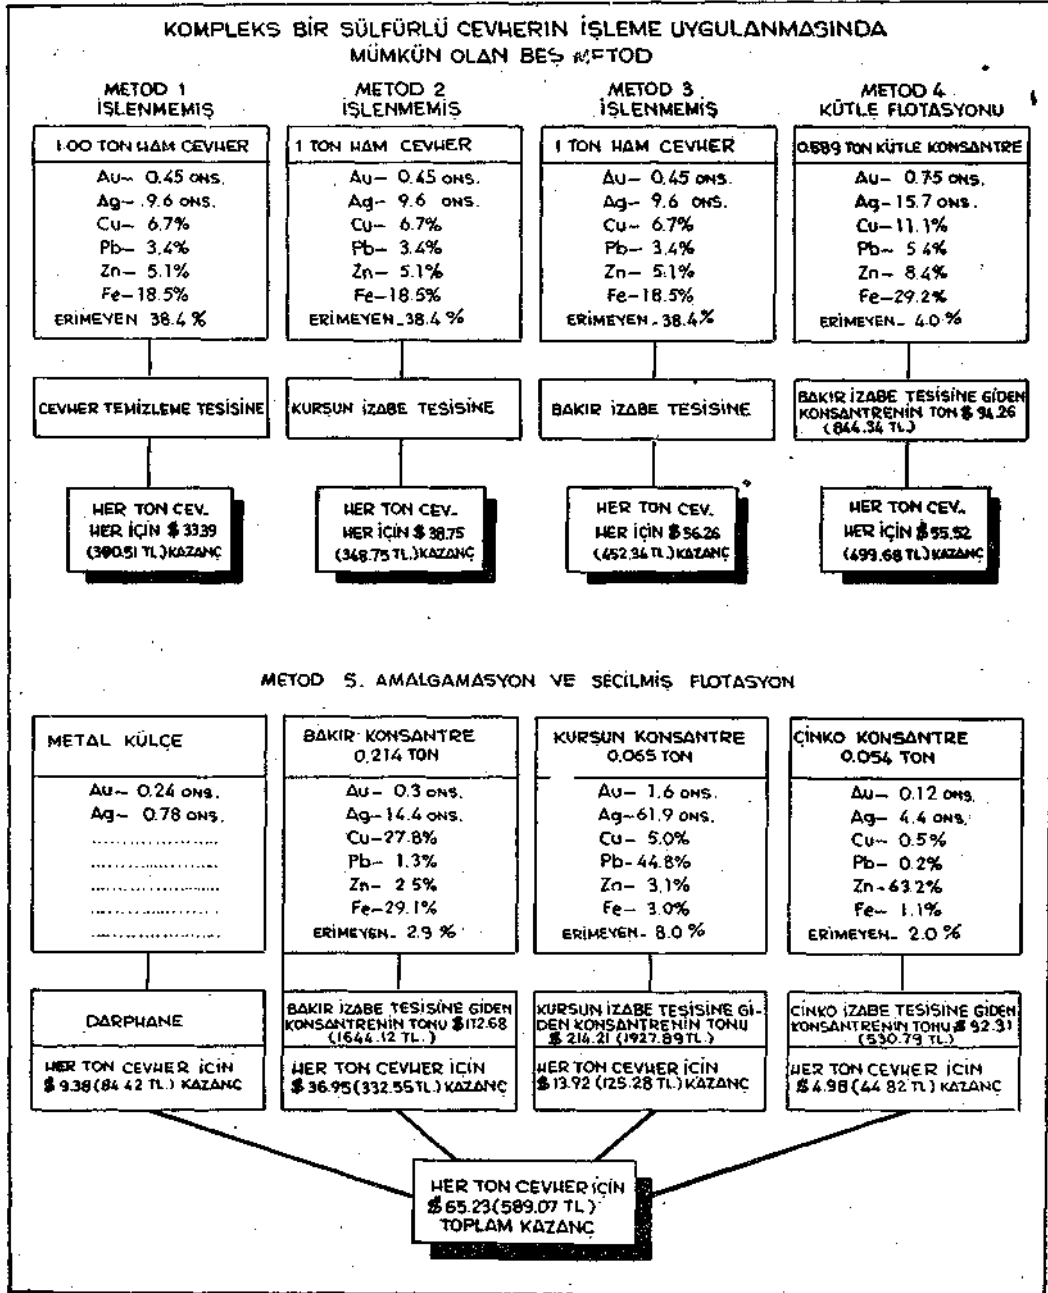 KOMPLEKS BİR SÜLFÜRLÜ CEVHERIN İŞLEME UYGULANMASINDA
MÜMKÜN OLAN BEŞ METOD
METOD 1
İŞLENMEMİŞ
1.00 TON HAM CEVHER
Au- 0.45 ONS.
Ag- 9.6 ONS.
Cu- 6.7%
Pb- 3.4%
Zn- 5.1%
Fe-18.5%
ERİMEYEN 38.4 %
CEVHER TEMİZLEME TESİSİNE
HER TON CEV..
HER İÇİN $ 33.39
(300.51 TL) KAZANÇ
METOD 2
İŞLENMEMİŞ
1 TON HAM CEVHER
Au- 0.45 ONS.
Ag- 9.6 ONS.
Cu- 6.7%
Pb- 3.4%
Zn- 5.1%
Fe-18.5%
ERİMEYEN-38.4 %
KURŞUN İZABE TESİSİNE
HER TON CEV..
HER İÇİN $ 38.75
(348.75 TL.) KAZANÇ
METOD 3
İŞLENMEMİŞ
1 TON HAM CEVHER
Au- 0.45 ONS.
Ag- 9.6 ONS.
Cu- 6.7%
Pb- 3.4%
Zn- 5.1%
Fe-18.5%
ERİMEYEN-38.4%
BAKIR İZABE TESİSİNE
HER TON CEV.
HER İÇİN $ 56.26
TL.) KAZANÇ
METOD 4
KÜTLE FLOTASYONU
0.589 TON KÜTLE KONSANTRE
Au- 0.75 ONS.
Ag-15.7 ONS.
Cu-11.1%
Pb- 5.4%
Zn- 8.4%
Fe-29.2%
ERİMEYEN- 4.0 %
BAKIR İZABE TESİSİNE GİDEN
KONSANTRENİN TON $ 94.26
(844.34 TL)
HER TON CEV..
HER İÇİN $ 55.52
(499.68 TL) KAZANÇ
METOD 5. AMALGAMASYON VE SEÇİLMİŞ FLOTASYON
METAL KÜLÇE
Au- 0.24 ONS.
Ag- 0.78 ONS.
DARPHANE
HER TON CEVHER İÇİN
$ 9.38 (84 42 TL) KAZANÇ
BAKIR KONSANTRE
0.214 TON
Au- 0.3 ONS.
Ag-14.4 ONS.
Cu-27.8%
Pb- 1.3%
Zn- 2.5%
Fe-29.1%
ERİMEYEN- 2.9 %
BAKIR İZABE TESİSİNE GİDEN
KONSANTRENİN TONU $ 172.68
(1644.12 TL.)
HER TON CEVHER İÇİN
$ 36.95 (332.55 TL) KAZANÇ
KURŞUN KONSANTRE
0.065 TON
Au- 1.6 ONS.
Ag-61.9 ONS.
Cu- 5.0%
Pb-44.8%
Zn- 3.1%
Fe- 3.0%
ERİMEYEN- 8.0 %
KURSUN İZABE TESİSİNE Gİ-
DEN KONSANTRENİN TONU
$ 214.21 (1927.89 TL)
HER TON CEVHER İÇİN
$ 13.92 (125.28 TL) KAZANÇ
ÇİNKO KONSANTRE
0.054 TON
Au- 0.12 ONS.
Ag- 4.4 ONS.
Cu- 0.5%
Pb- 0.2%
Zn-63.2%
Fe- 1.1%
ERİMEYEN- 2.0 %
ÇİNKO İZABE TESİSİNE GİDEN
KONSANTRENİN TONU $ 92.31
(530.79 TL.)
HER TON CEVHER İÇİN
$ 4.98 (44 82 TL) KAZANÇ
HER TON CEVHER İÇİN
$ 65.23 (589.07 TL)
TOPLAM KAZANÇ